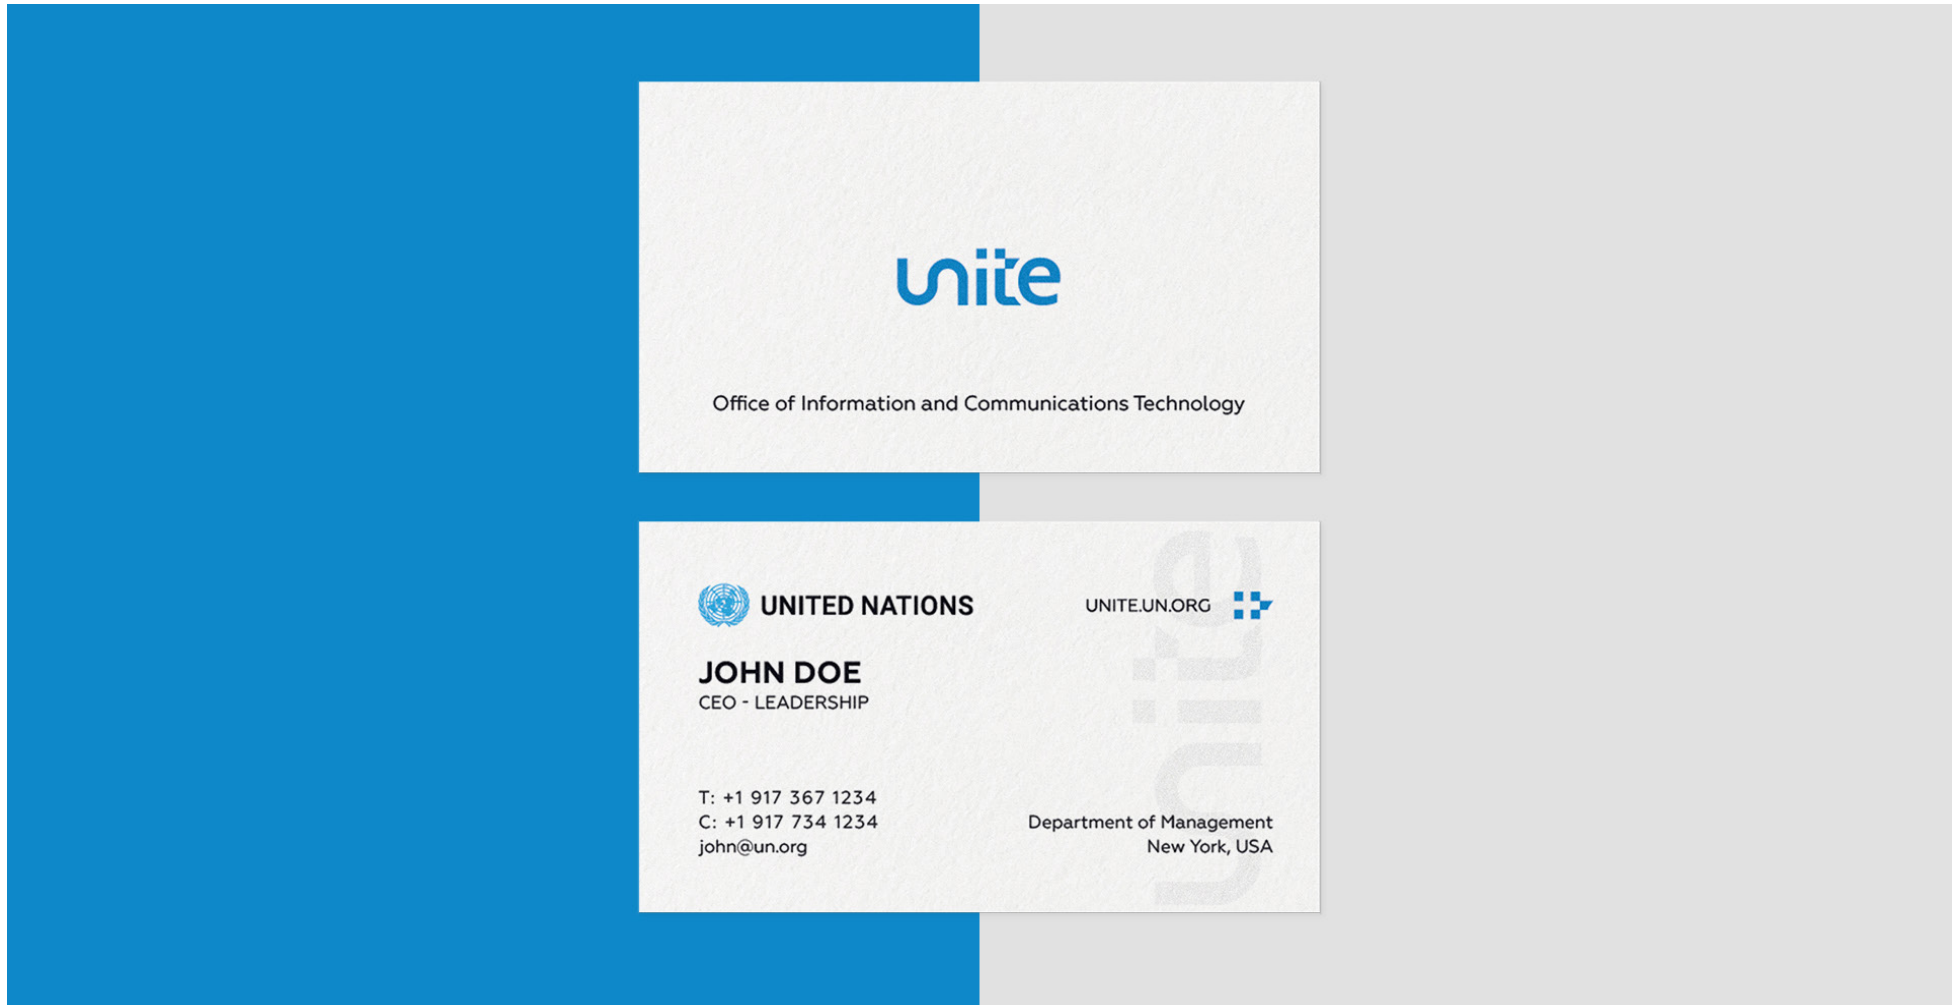 unite
Office of Information and Communications Technology
UNITED NATIONS
UNITE.UN.ORG
JOHN DOE
CEO - LEADERSHIP
T: +1 917 367 1234
C: +1 917 734 1234
john@un.org
Department of Management
New York, USA
unite